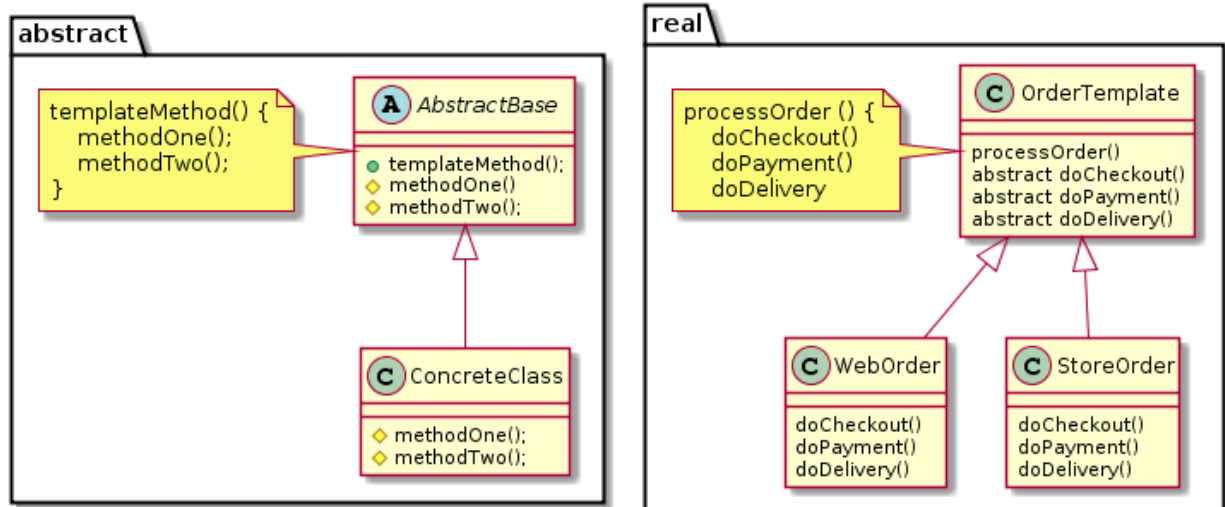 abstract
templateMethod() {
methodOne();
methodTwo();
}
A AbstractBase
templateMethod();
methodOne()
methodTwo();
C ConcreteClass
methodOne();
methodTwo();
real
processOrder () {
doCheckout()
doPayment()
doDelivery
C OrderTemplate
processOrder()
abstract doCheckout()
abstract doPayment()
abstract doDelivery()
C WebOrder
doCheckout()
doPayment()
doDelivery()
C StoreOrder
doCheckout()
doPayment()
doDelivery()